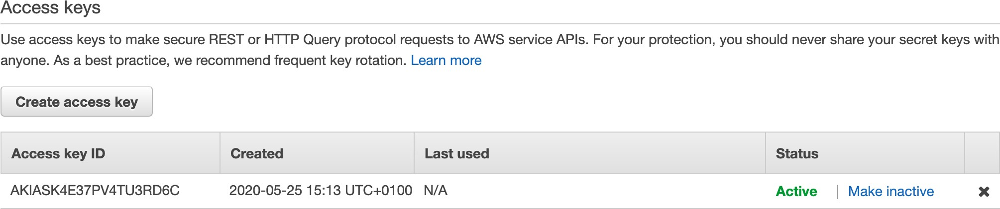 Access keys
Use access keys to make secure REST or HTTP Query protocol requests to AWS service APIs. For your protection, you should never share your secret keys with
anyone. As a best practice, we recommend frequent key rotation. Learn more
Create access key
Access key ID Created Last used Status
AKIASK4E37PV4TU3RD6C 2020-05-25 15:13 UTC+0100 N/A Active | Make inactive